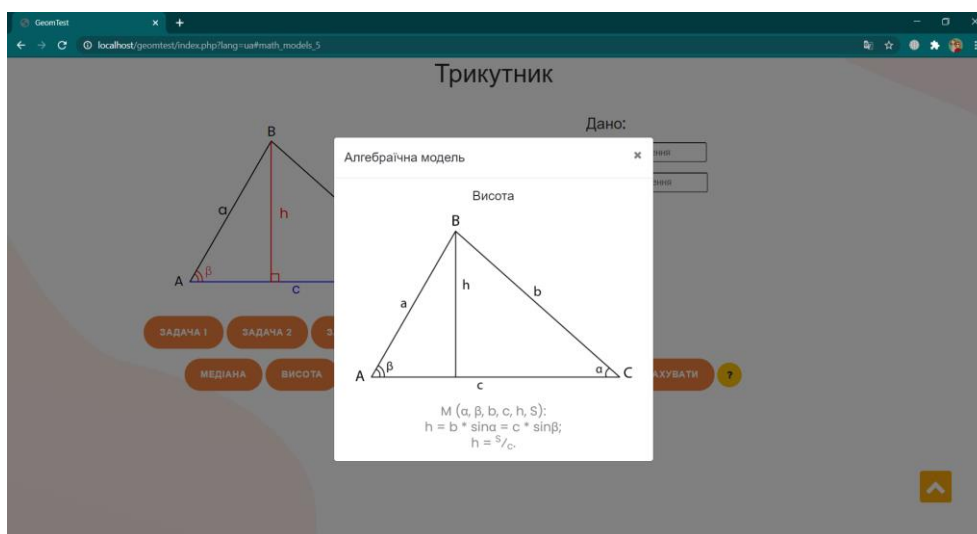 GeomTest
localhost/geomtest/index.php?lang=ua#math_models_5
Трикутник
Дано:
B
a
h
A
β
c
ЗАДАЧА 1
ЗАДАЧА 2
МЕДІАНА
ВИСОТА
?
Алгебраїчна модель
Висота
B
a
h
b
A
β
α
C
c
M (α, β, b, c, h, S):
h = b * sinα = c * sinβ;
h = S/c.